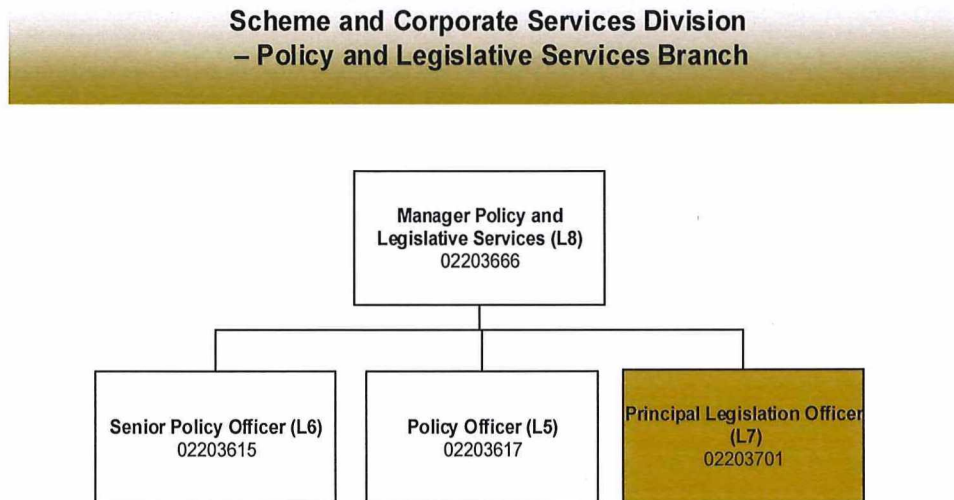 Scheme and Corporate Services Division
– Policy and Legislative Services Branch
Manager Policy and
Legislative Services (L8)
02203666
Senior Policy Officer (L6)
02203615
Policy Officer (L5)
02203617
Principal Legislation Officer
(L7)
02203701